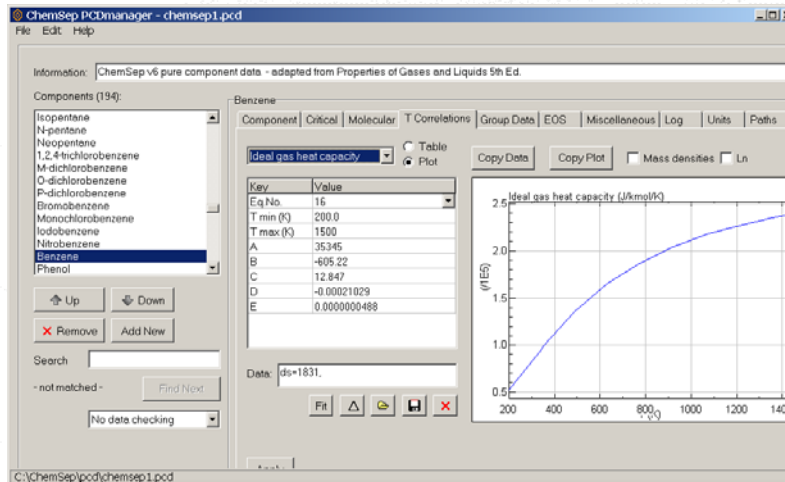 ChemSep PCDmanager - chemsep1.pcd
File Edit Help
Information: ChemSep v6 pure component data - adapted from Properties of Gases and Liquids 5th Ed.
Components (194):
Isopentane
N-pentane
Neopentane
1,2,4-trichlorobenzene
M-dichlorobenzene
O-dichlorobenzene
P-dichlorobenzene
Bromobenzene
Monochlorobenzene
Iodobenzene
Nitrobenzene
Benzene
Phenol
Up Down
Remove Add New
Search
- not matched - Find Next
No data checking
Benzene
Component Critical Molecular T Correlations Group Data EOS Miscellaneous Log Units Paths
Ideal gas heat capacity Table
Plot
Copy Data Copy Plot Mass densities Ln
Key Value
Eq.No. 16
T min (K) 200.0
T max (K) 1500
A 35345
B -605.22
C 12.847
D -0.00021029
E 0.0000000488
Data: ds=1831,
Fit Δ
Ideal gas heat capacity (J/kmol/K)
2.5
2.0
(/1E5)
1.5
1.0
0.5
200 400 600 800 1000 1200
C:\ChemSep\pcd\chemsep1.pcd